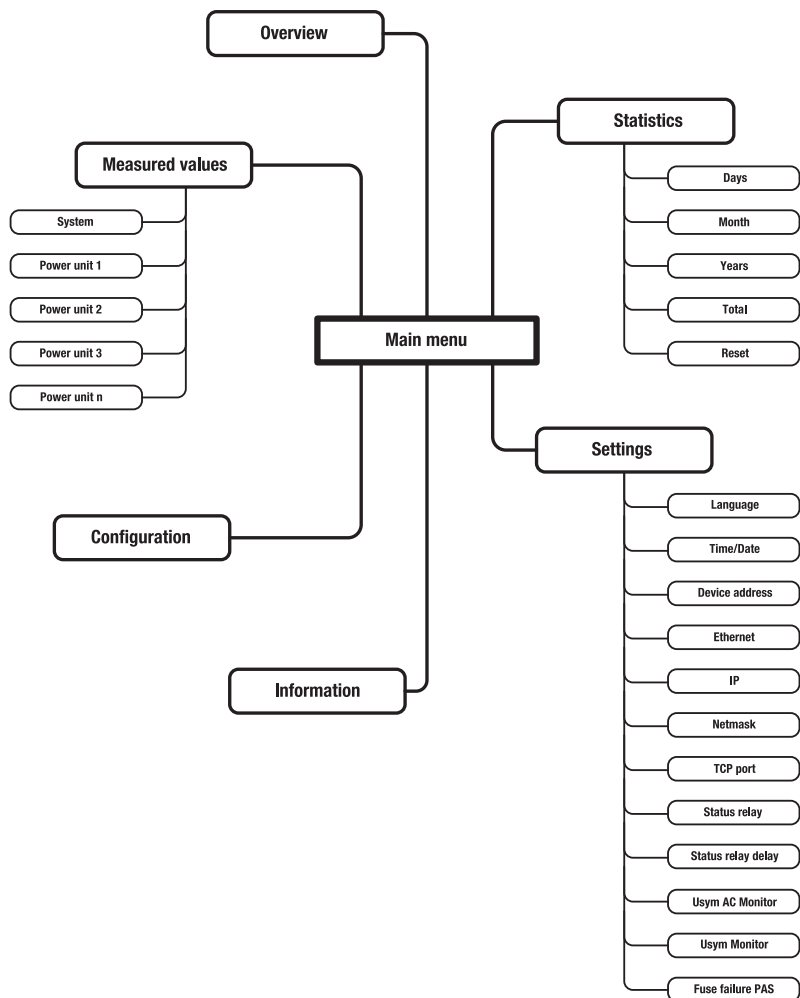 Overview
Statistics
Days
Month
Years
Total
Reset
Measured values
System
Power unit 1
Power unit 2
Power unit 3
Power unit n
Main menu
Settings
Language
Time/Date
Device address
Ethernet
IP
Netmask
TCP port
Status relay
Status relay delay
Usym AC Monitor
Usym Monitor
Fuse failure PAS
Configuration
Information